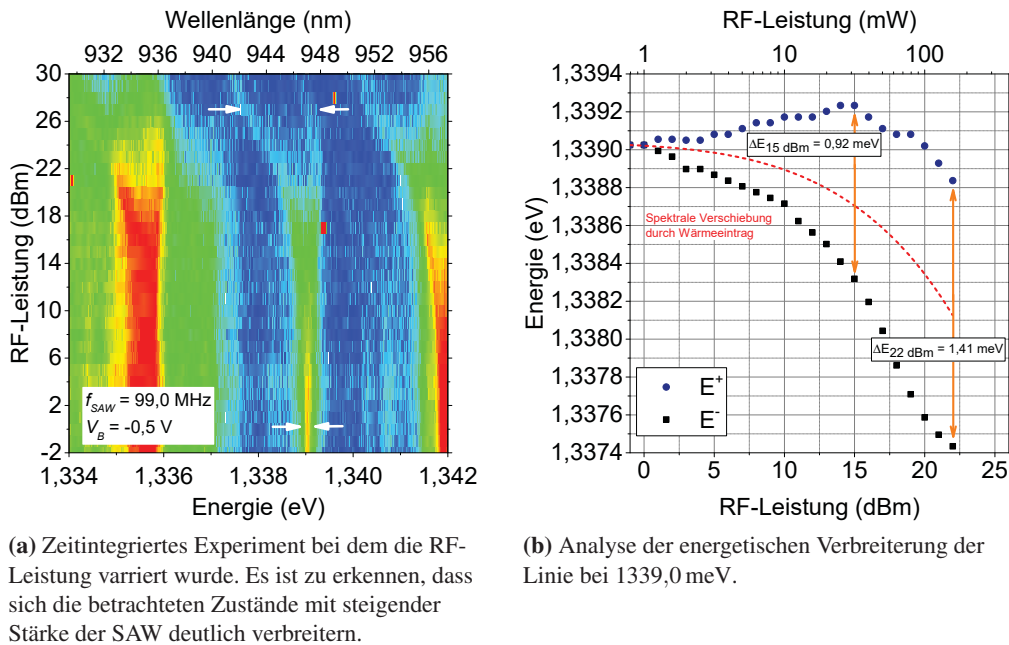 Wellenlänge (nm)
932 934 936 940 942 944 946 948 950 956
RF-Leistung (dBm)
30
26
22
18
14
10
6
2
-2
f_SAW = 99,0 MHz
V_B = -0,5 V
1,334 1,336 1,338 1,340 1,342
Energie (eV)
(a) Zeitintegriertes Experiment bei dem die RF-
Leistung varriert wurde. Es ist zu erkennen, dass
sich die betrachteten Zustände mit steigender
Stärke der SAW deutlich verbreitern.
RF-Leistung (mW)
1 10 100
Energie (eV)
1,3394
1,3392
1,3390
1,3388
1,3386
1,3384
1,3382
1,3380
1,3378
1,3376
1,3374
ΔE15 dBm = 0,92 meV
Spektrale Verschiebung
durch Wärmeeintrag
ΔE22 dBm = 1,41 meV
E+
E-
0 5 10 15 20 25
RF-Leistung (dBm)
(b) Analyse der energetischen Verbreiterung der
Linie bei 1339,0 meV.